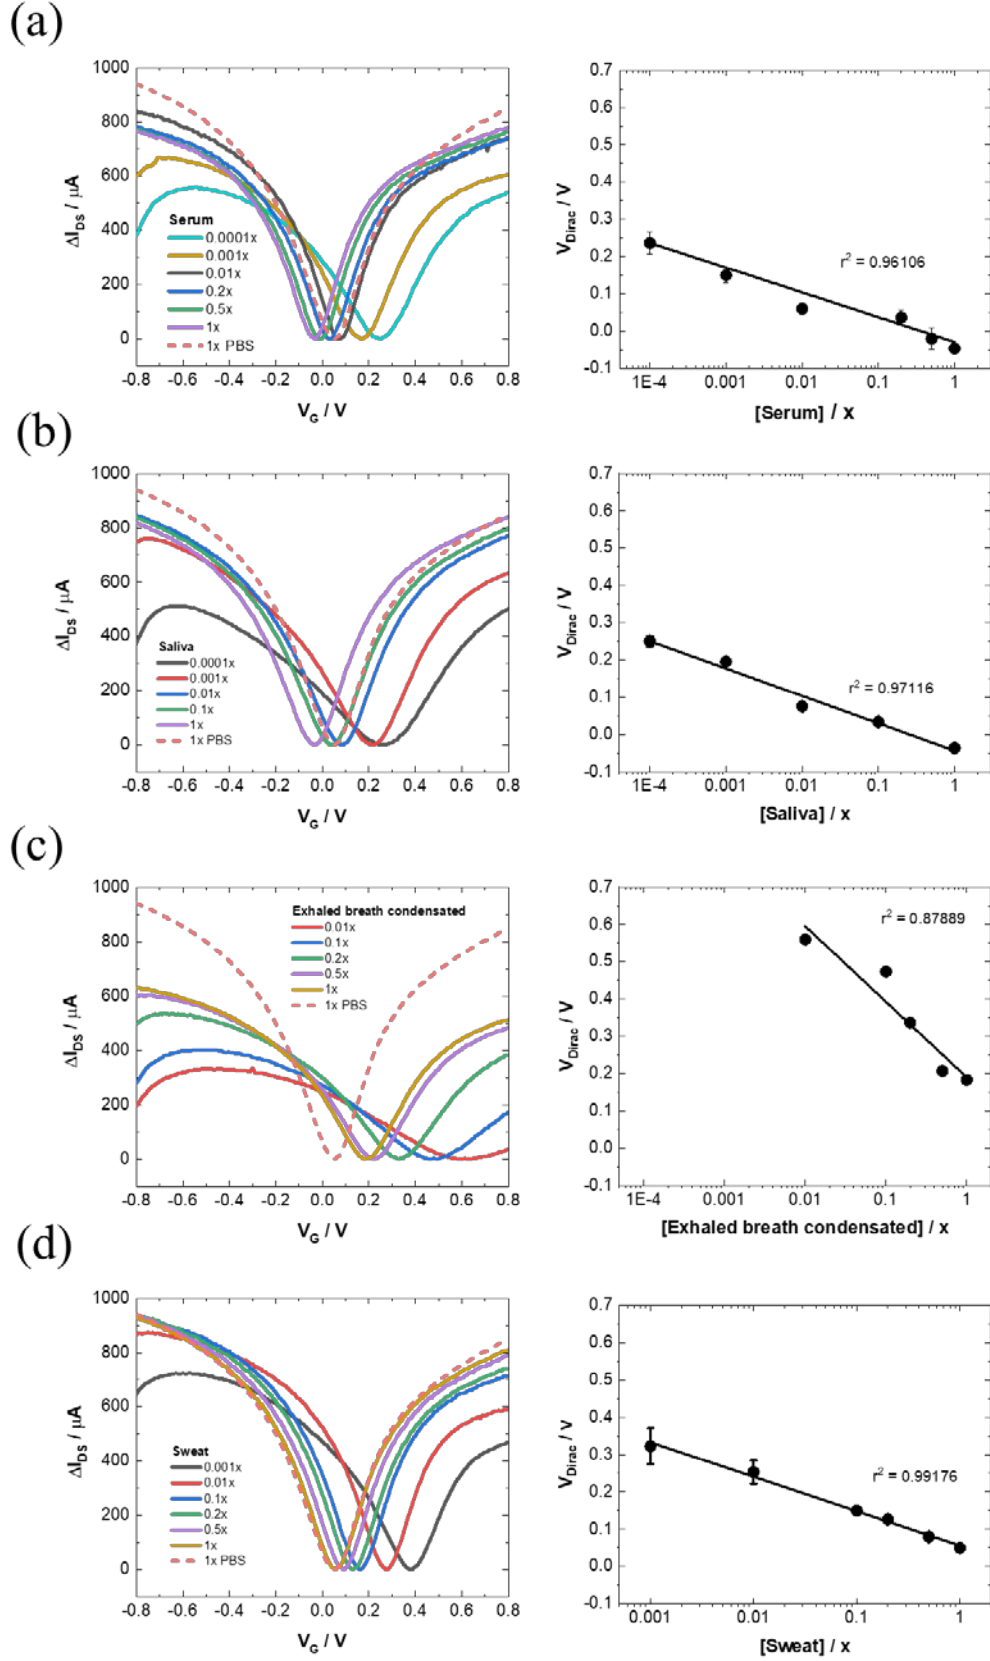 (a)
1000
800
600
400
200
0
ΔI_DS / μA
Serum
0.0001x
0.001x
0.01x
0.2x
0.5x
1x
1x PBS
-0.8 -0.6 -0.4 -0.2 0.0 0.2 0.4 0.6 0.8
V_G / V
0.7
0.6
0.5
0.4
0.3
0.2
0.1
0.0
-0.1
V_Dirac / V
r² = 0.96106
1E-4 0.001 0.01 0.1 1
[Serum] / x
(b)
1000
800
600
400
200
0
ΔI_DS / μA
Saliva
0.0001x
0.001x
0.01x
0.1x
1x
1x PBS
-0.8 -0.6 -0.4 -0.2 0.0 0.2 0.4 0.6 0.8
V_G / V
0.7
0.6
0.5
0.4
0.3
0.2
0.1
0.0
-0.1
V_Dirac / V
r² = 0.97116
1E-4 0.001 0.01 0.1 1
[Saliva] / x
(c)
1000
800
600
400
200
0
ΔI_DS / μA
Exhaled breath condensated
0.01x
0.1x
0.2x
0.5x
1x
1x PBS
-0.8 -0.6 -0.4 -0.2 0.0 0.2 0.4 0.6 0.8
V_G / V
0.7
0.6
0.5
0.4
0.3
0.2
0.1
0.0
-0.1
V_Dirac / V
r² = 0.87889
1E-4 0.001 0.01 0.1 1
[Exhaled breath condensated] / x
(d)
1000
800
600
400
200
0
ΔI_DS / μA
Sweat
0.001x
0.01x
0.1x
0.2x
0.5x
1x
1x PBS
-0.8 -0.6 -0.4 -0.2 0.0 0.2 0.4 0.6 0.8
V_G / V
0.7
0.6
0.5
0.4
0.3
0.2
0.1
0.0
-0.1
V_Dirac / V
r² = 0.99176
0.001 0.01 0.1 1
[Sweat] / x